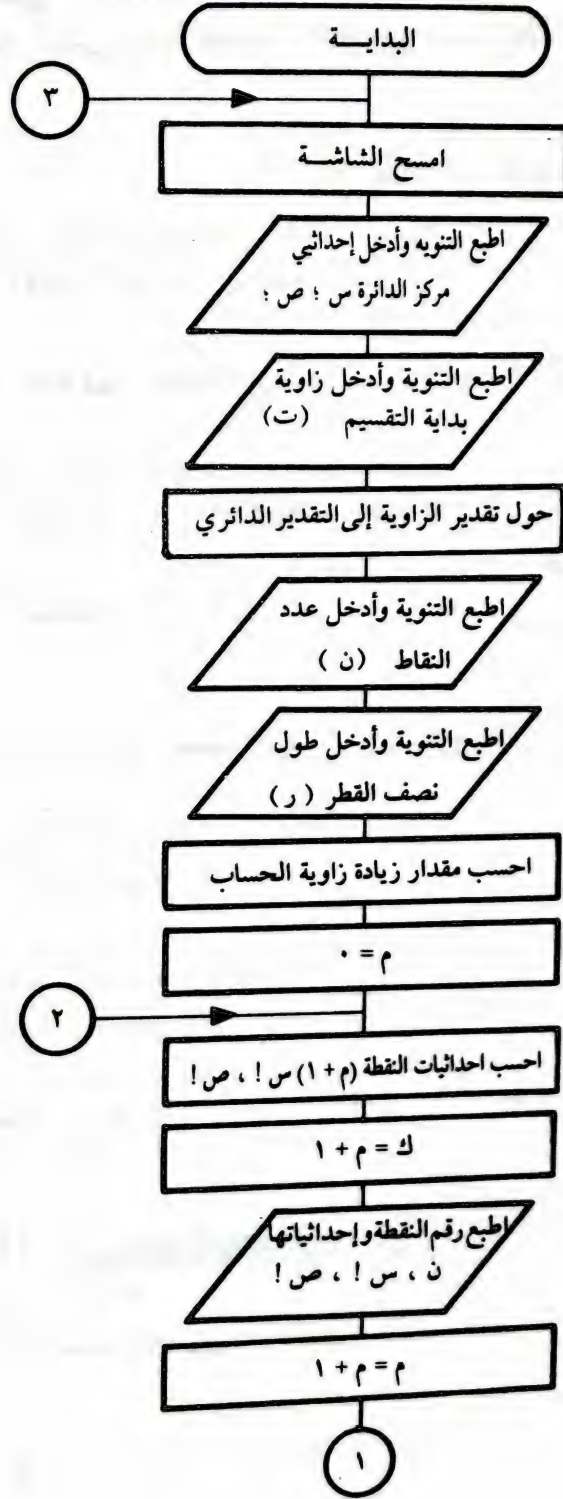 البدايـــة
٣
امسح الشاشـــة
اطبع التنويه وأدخل إحداثيي
مركز الدائرة س ؛ ص ؛
اطبع التنوية وأدخل زاوية
بداية التقسيم (ت)
حول تقدير الزاوية إلى التقدير الدائري
اطبع التنوية وأدخل عدد
النقاط (ن)
اطبع التنوية وأدخل طول
نصف القطر (ر)
احسب مقدار زيادة زاوية الحساب
م = ٠
٢
احسب احداثيات النقطة (م + ١) س ! ، ص !
ك = م + ١
اطبع رقم النقطة وإحداثياتها
ن ، س ! ، ص !
م = م + ١
١